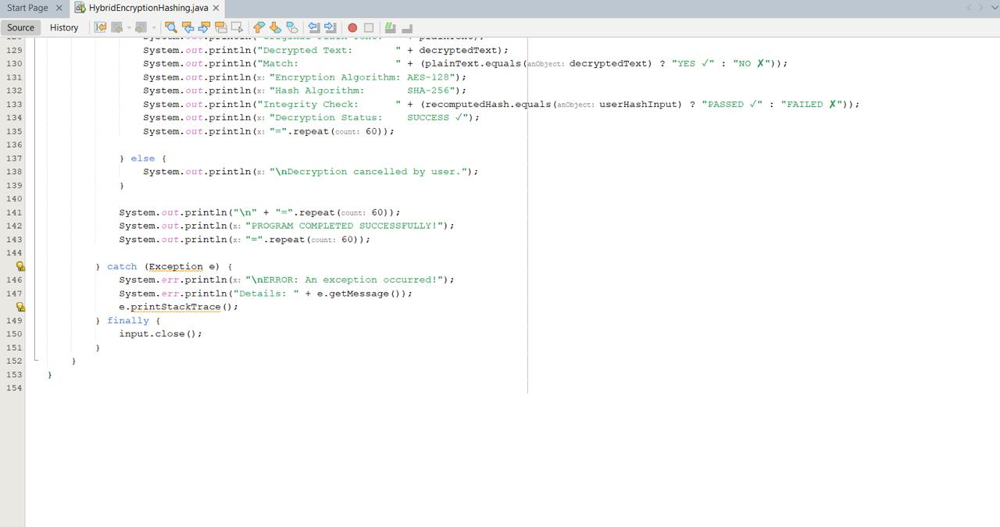 Start Page
HybridEncryptionHashing.java
Source History
129 System.out.println("Decrypted Text:       " + decryptedText);
130 System.out.println("Match:                " + (plainText.equals(anObject: decryptedText) ? "YES ✓" : "NO ✗"));
131 System.out.println(x: "Encryption Algorithm: AES-128");
132 System.out.println(x: "Hash Algorithm:       SHA-256");
133 System.out.println("Integrity Check:      " + (recomputedHash.equals(anObject: userHashInput) ? "PASSED ✓" : "FAILED ✗"));
134 System.out.println(x: "Decryption Status:    SUCCESS ✓");
135 System.out.println(x: "=".repeat(count: 60));
136
137 } else {
138 System.out.println(x: "\nDecryption cancelled by user.");
139 }
140
141 System.out.println("\n" + "=".repeat(count: 60));
142 System.out.println(x: "PROGRAM COMPLETED SUCCESSFULLY!");
143 System.out.println(x: "=".repeat(count: 60));
144
} catch (Exception e) {
146 System.err.println(x: "\nERROR: An exception occurred!");
147 System.err.println("Details: " + e.getMessage());
e.printStackTrace();
149 } finally {
150 input.close();
151 }
152 }
153 }
154